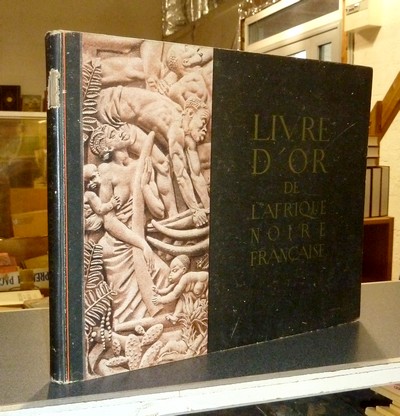 LIVRE
D'OR
DE
L'AFRIQUE
NOIRE
FRANÇAISE